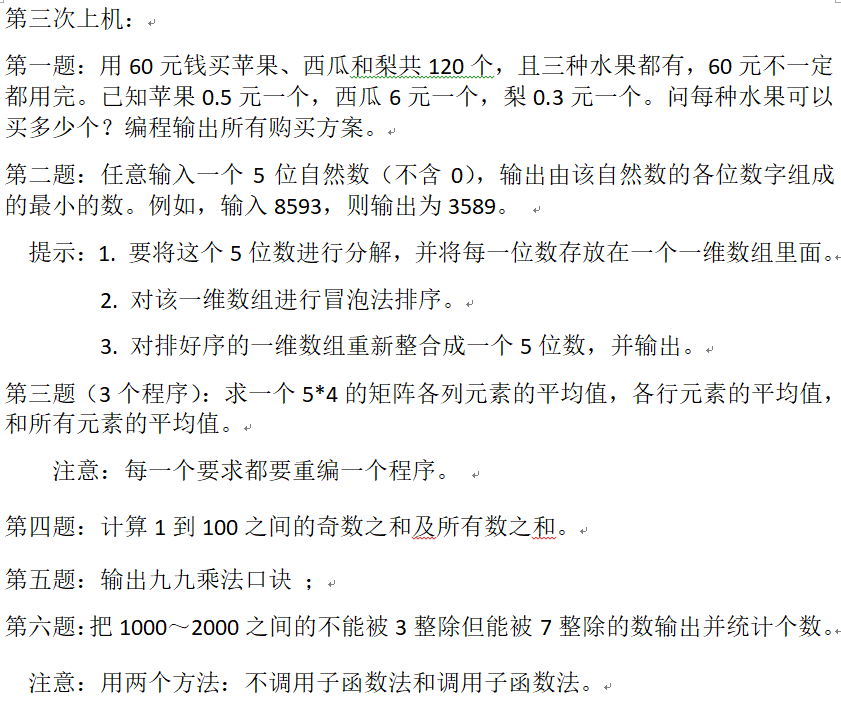 第三次上机：
第一题：用 60 元钱买苹果、西瓜和梨共 120 个，且三种水果都有，60 元不一定
都用完。已知苹果 0.5 元一个，西瓜 6 元一个，梨 0.3 元一个。问每种水果可以
买多少个？编程输出所有购买方案。
第二题：任意输入一个 5 位自然数（不含 0），输出由该自然数的各位数字组成
的最小的数。例如，输入 8593，则输出为 3589。
提示：1. 要将这个 5 位数进行分解，并将每一位数存放在一个一维数组里面。
2. 对该一维数组进行冒泡法排序。
3. 对排好序的一维数组重新整合成一个 5 位数，并输出。
第三题（3 个程序）：求一个 5*4 的矩阵各列元素的平均值，各行元素的平均值，
和所有元素的平均值。
注意：每一个要求都要重编一个程序。
第四题：计算 1 到 100 之间的奇数之和及所有数之和。
第五题：输出九九乘法口诀 ；
第六题：把 1000～2000 之间的不能被 3 整除但能被 7 整除的数输出并统计个数。
注意：用两个方法：不调用子函数法和调用子函数法。